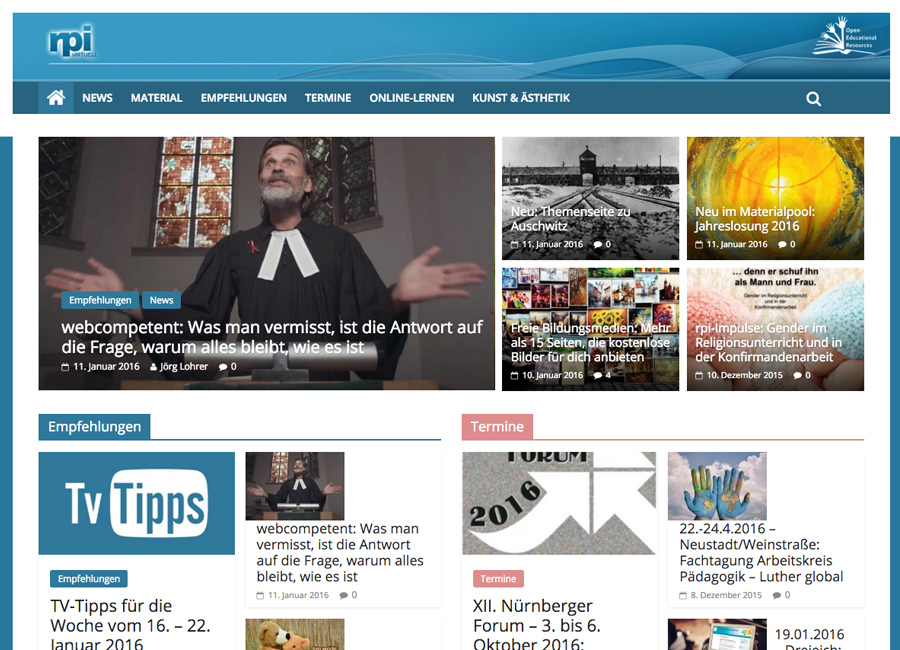 rpi
VIRTUELL
Open
Educational
Resources
NEWS MATERIAL EMPFEHLUNGEN TERMINE ONLINE-LERNEN KUNST & ÄSTHETIK
Empfehlungen News
webcompetent: Was man vermisst, ist die Antwort auf
die Frage, warum alles bleibt, wie es ist
11. Januar 2016 Jörg Lohrer 0
Neu: Themenseite zu
Auschwitz
11. Januar 2016 0
Neu im Materialpool:
Jahreslosung 2016
11. Januar 2016 0
Freie Bildungsmedien: Mehr
als 15 Seiten, die kostenlose
Bilder für dich anbieten
10. Januar 2016 4
... denn er schuf ihn
als Mann und Frau.
Gender im Religionsunterricht
und in der
Konfirmandenarbeit
rpi-Impulse: Gender im
Religionsunterricht und in
der Konfirmandenarbeit
10. Dezember 2015 0
Empfehlungen
Tv Tipps
Empfehlungen
TV-Tipps für die
Woche vom 16. – 22.
Januar 2016
webcompetent: Was man
vermisst, ist die Antwort
auf die Frage, warum alles
bleibt, wie es ist
11. Januar 2016 0
Termine
FORUM
2016
Termine
XII. Nürnberger
Forum – 3. bis 6.
Oktober 2016:
22.-24.4.2016 –
Neustadt/Weinstraße:
Fachtagung Arbeitskreis
Pädagogik – Luther global
8. Dezember 2015 0
19.01.2016
– Dreieich: